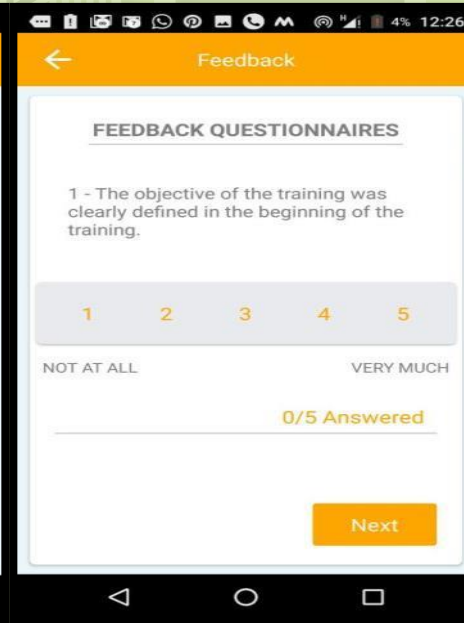 4% 12:26
Feedback
FEEDBACK QUESTIONNAIRES
1 - The objective of the training was
clearly defined in the beginning of the
training.
1 2 3 4 5
NOT AT ALL VERY MUCH
0/5 Answered
Next